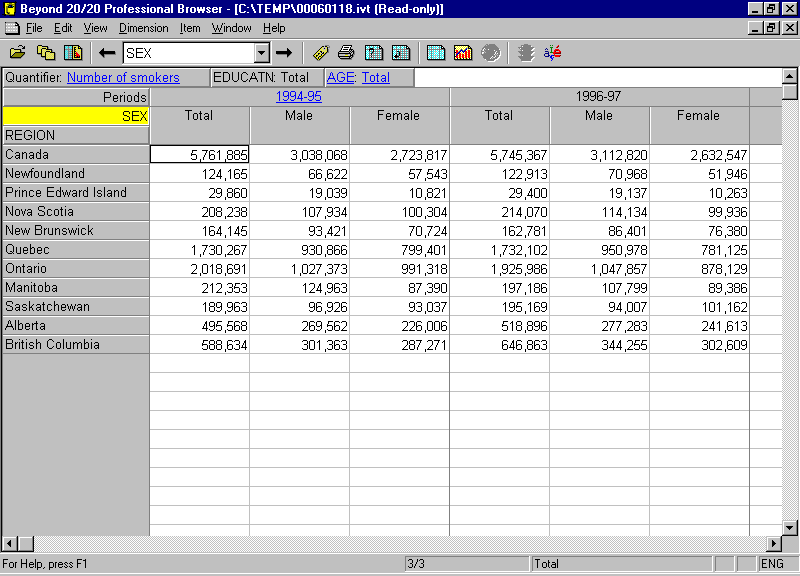 Beyond 20/20 Professional Browser - [C:\TEMP\00060118.ivt (Read-only)]
File Edit View Dimension Item Window Help
SEX
Quantifier: Number of smokers EDUCATN: Total AGE: Total
Periods 1994-95 1996-97
SEX Total Male Female Total Male Female
REGION
Canada 5,761,885 3,038,068 2,723,817 5,745,367 3,112,820 2,632,547
Newfoundland 124,165 66,622 57,543 122,913 70,968 51,946
Prince Edward Island 29,860 19,039 10,821 29,400 19,137 10,263
Nova Scotia 208,238 107,934 100,304 214,070 114,134 99,936
New Brunswick 164,145 93,421 70,724 162,781 86,401 76,380
Quebec 1,730,267 930,866 799,401 1,732,102 950,978 781,125
Ontario 2,018,691 1,027,373 991,318 1,925,986 1,047,857 878,129
Manitoba 212,353 124,963 87,390 197,186 107,799 89,386
Saskatchewan 189,963 96,926 93,037 195,169 94,007 101,162
Alberta 495,568 269,562 226,006 518,896 277,283 241,613
British Columbia 588,634 301,363 287,271 646,863 344,255 302,609
For Help, press F1 3/3 Total ENG